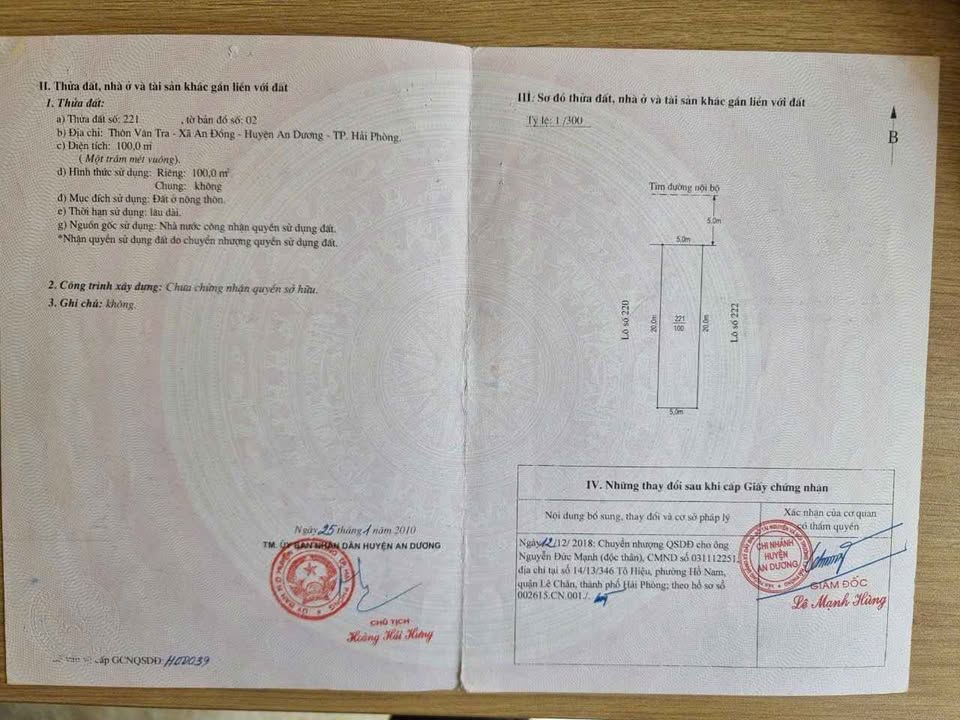 II. Thửa đất, nhà ở và tài sản khác gắn liền với đất
1. Thửa đất:
a) Thửa đất số: 221 , tờ bản đồ số: 02
b) Địa chỉ: Thôn Vân Tra - Xã An Đồng - Huyện An Dương - TP. Hải Phòng.
c) Diện tích: 100,0 m²
( Một trăm mét vuông).
d) Hình thức sử dụng: Riêng: 100,0 m².
Chung: không
đ) Mục đích sử dụng: Đất ở nông thôn.
e) Thời hạn sử dụng: lâu dài.
g) Nguồn gốc sử dụng: Nhà nước công nhận quyền sử dụng đất.
*Nhận quyền sử dụng đất do chuyển nhượng quyền sử dụng đất.
2. Công trình xây dựng: Chưa chứng nhận quyền sở hữu.
3. Ghi chú: không.
Ngày 25 tháng 1 năm 2010
TM. ỦY BAN NHÂN DÂN HUYỆN AN DƯƠNG
CHỦ TỊCH
Hoàng Hải Hưng
cấp GCNQSDĐ: H00039
III. Sơ đồ thửa đất, nhà ở và tài sản khác gắn liền với đất
Tỷ lệ: 1 /300
B
Tim đường nội bộ
5,0m
5,0m
Lô số 220
20,0m
221
100
20,0m
Lô số 222
5,0m
IV. Những thay đổi sau khi cấp Giấy chứng nhận
Nội dung bổ sung, thay đổi và cơ sở pháp lý
Xác nhận của cơ quan
có thẩm quyền
Ngày 12/12/ 2018: Chuyển nhượng QSDĐ cho ông
Nguyễn Đức Mạnh (độc thân), CMND số 031112251,
địa chỉ tại số 14/13/346 Tô Hiệu, phường Hồ Nam,
quận Lê Chân, thành phố Hải Phòng; theo hồ sơ số
002615.CN.001./.
CHI NHÁNH
HUYỆN
AN DƯƠNG
GIÁM ĐỐC
Lê Mạnh Hùng